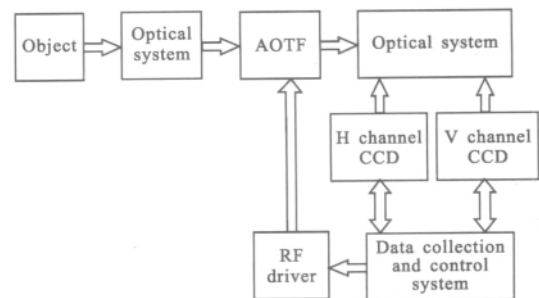 Object
Optical
system
AOTF
Optical system
H channel
CCD
V channel
CCD
RF
driver
Data collection
and control
system